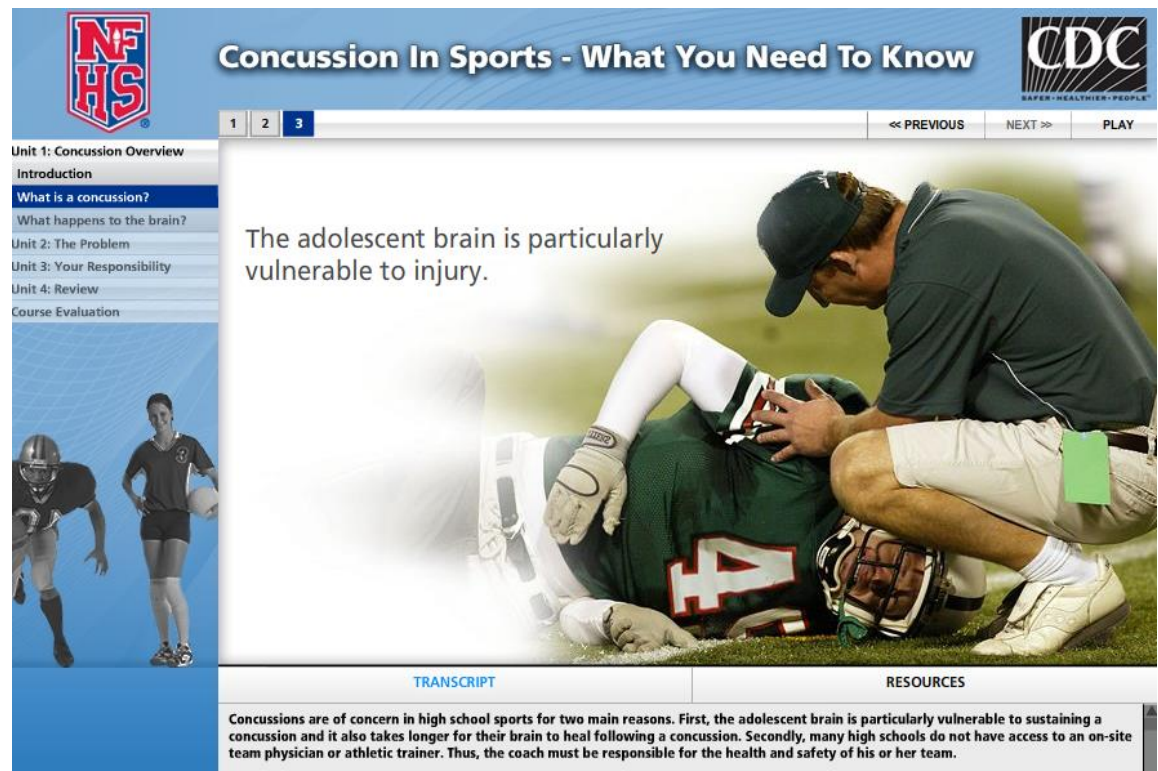 NF
HS
Concussion In Sports - What You Need To Know
CDC
SAFER • HEALTHIER • PEOPLE™
1 2 3
<< PREVIOUS NEXT >> PLAY
Unit 1: Concussion Overview
Introduction
What is a concussion?
What happens to the brain?
Unit 2: The Problem
Unit 3: Your Responsibility
Unit 4: Review
Course Evaluation
The adolescent brain is particularly
vulnerable to injury.
TRANSCRIPT RESOURCES
Concussions are of concern in high school sports for two main reasons. First, the adolescent brain is particularly vulnerable to sustaining a
concussion and it also takes longer for their brain to heal following a concussion. Secondly, many high schools do not have access to an on-site
team physician or athletic trainer. Thus, the coach must be responsible for the health and safety of his or her team.